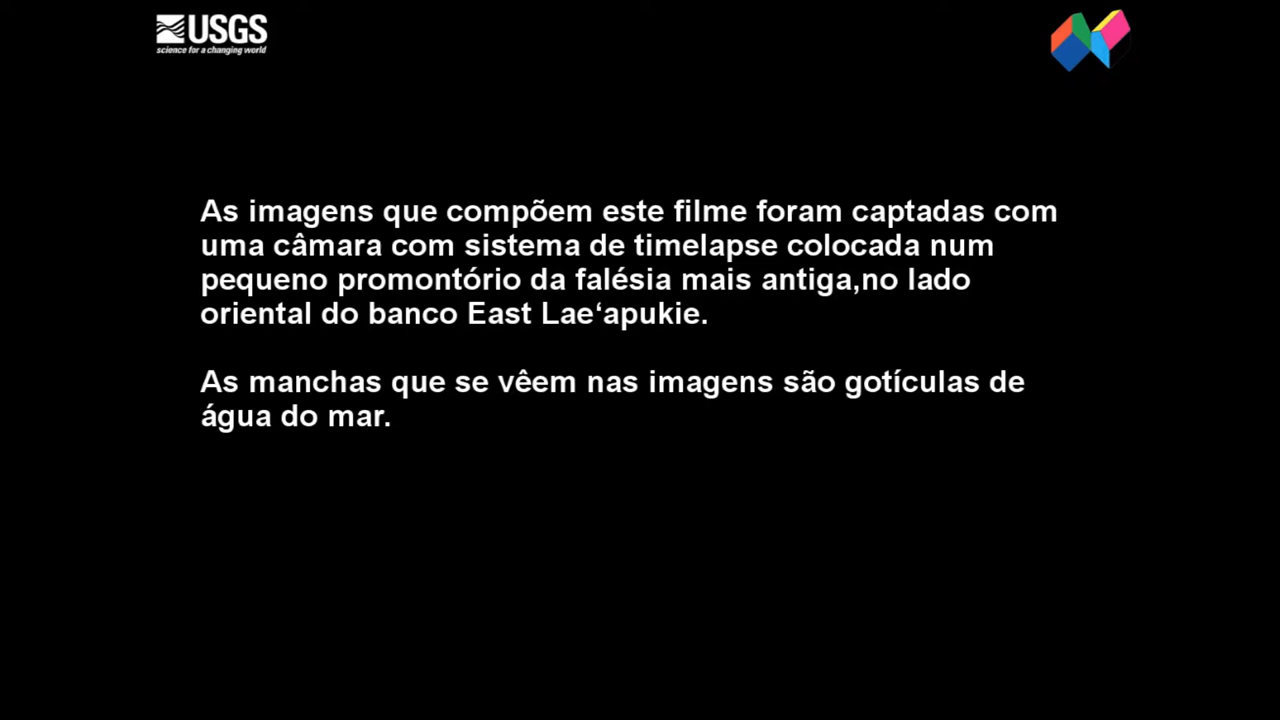 USGS
science for a changing world
As imagens que compõem este filme foram captadas com
uma câmara com sistema de timelapse colocada num
pequeno promontório da falésia mais antiga,no lado
oriental do banco East Lae‘apukie.
As manchas que se vêem nas imagens são gotículas de
água do mar.